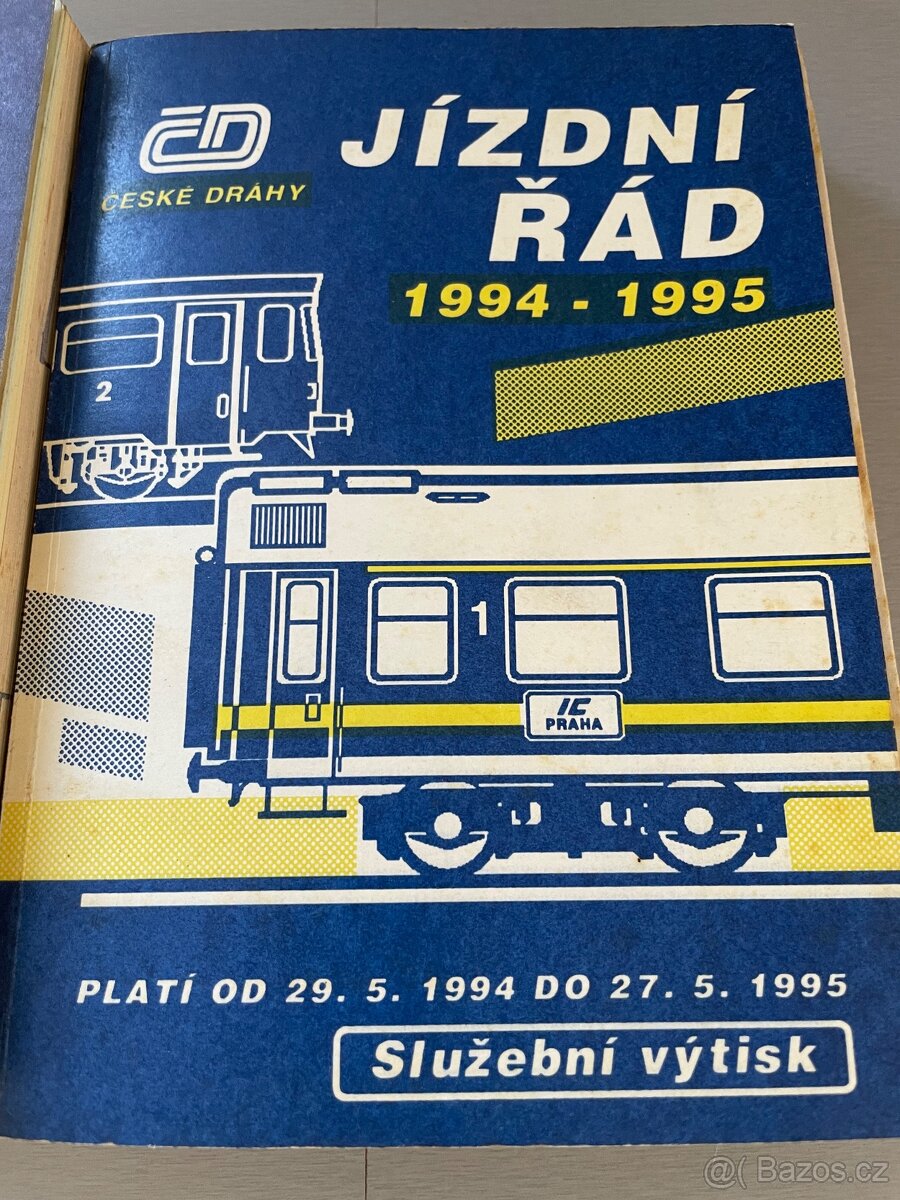 ČD
ČESKÉ DRÁHY
JÍZDNÍ
ŘÁD
1994 - 1995
2
1
IC
PRAHA
PLATÍ OD 29. 5. 1994 DO 27. 5. 1995
Služební výtisk
@( Bazos.cz